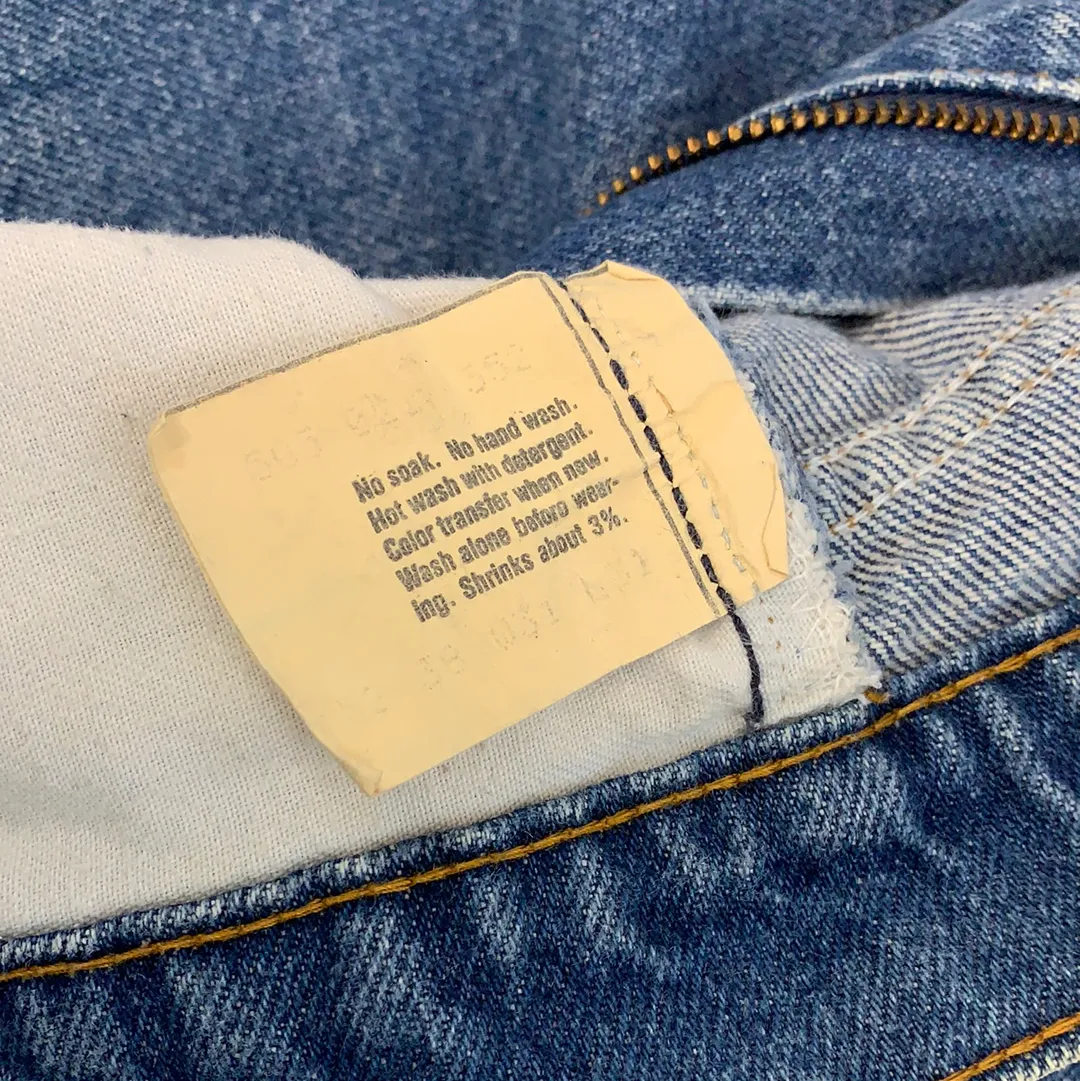 No soak. No hand wash.
Hot wash with detergent.
Color transfer when new.
Wash alone before wear-
ing. Shrinks about 3%.